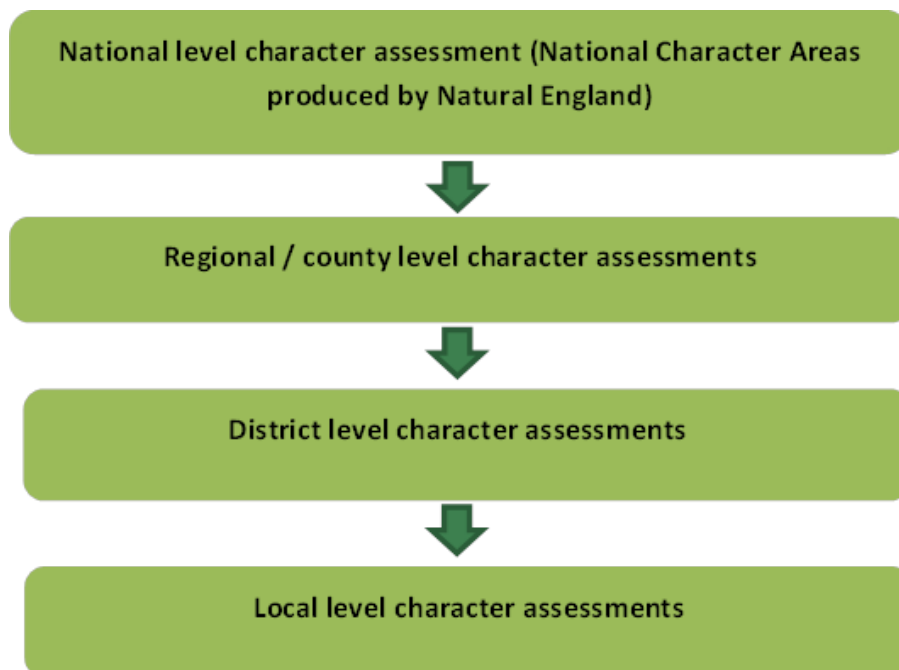 National level character assessment (National Character Areas
produced by Natural England)
Regional / county level character assessments
District level character assessments
Local level character assessments